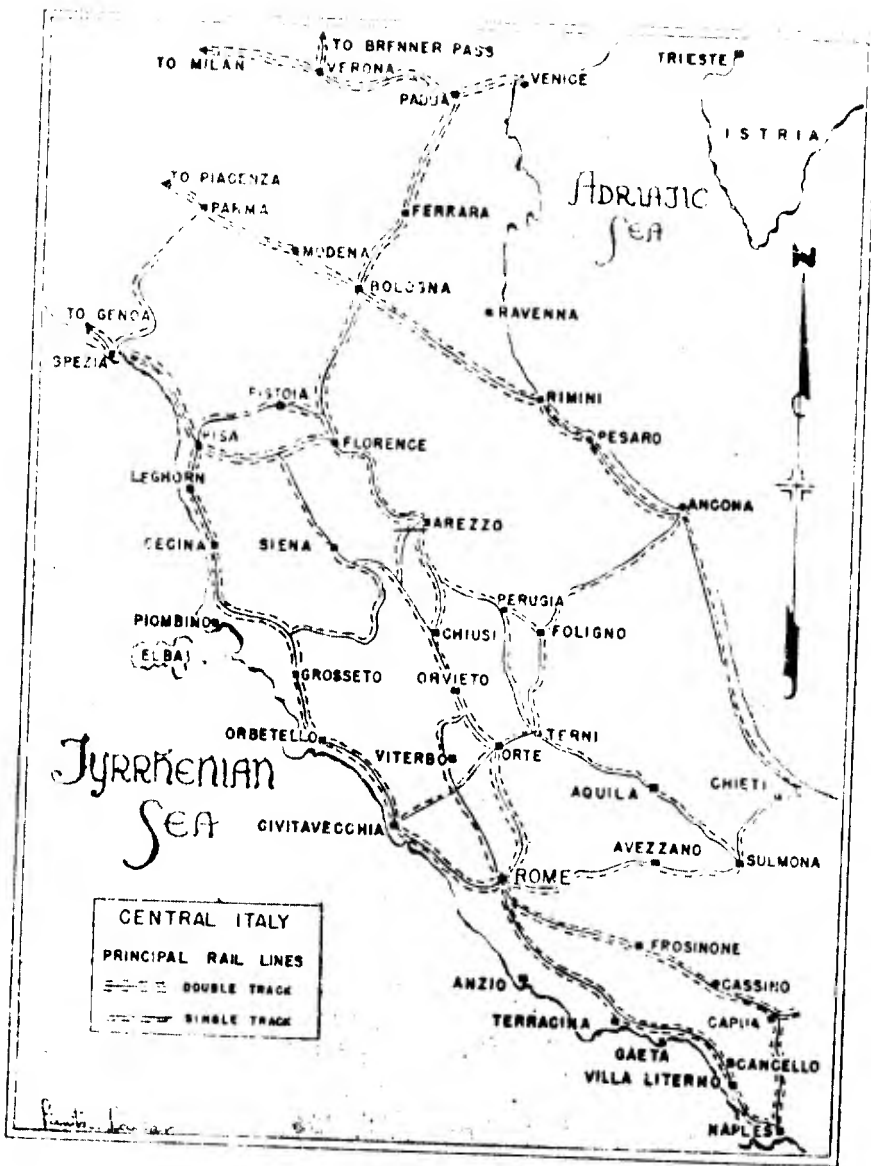 TO BRENNER PASS
TO MILAN
VERONA
TRIESTE
VENICE
PADUA
ISTRIA
TO PIACENZA
PARMA
FERRARA
ADRIATIC
SEA
MODENA
N
BOLOGNA
RAVENNA
TO GENOA
SPEZIA
PISTOIA
RIMINI
PISA
FLORENCE
PESARO
LEGHORN
ANCONA
AREZZO
CECINA
SIENA
PERUGIA
PIOMBINO
CHIUSI
FOLIGNO
ELBA
GROSSETO
ORVIETO
ORBETELLO
TERNI
VITERBO
ORTE
TYRRHENIAN
SEA
AQUILA
CHIETI
CIVITAVECCHIA
AVEZZANO
SULMONA
ROME
CENTRAL ITALY
PRINCIPAL RAIL LINES
DOUBLE TRACK
SINGLE TRACK
FROSINONE
ANZIO
CASSINO
TERRACINA
CAPUA
GAETA
CANCELLO
VILLA LITERNO
NAPLES